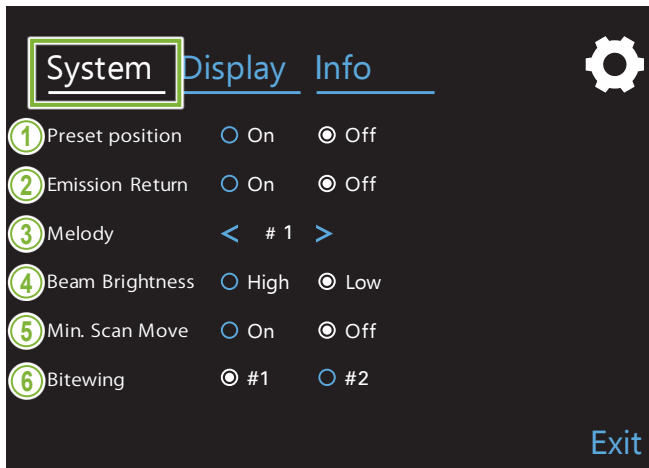 System Display Info
1 Preset position On Off
2 Emission Return On Off
3 Melody < # 1 >
4 Beam Brightness High Low
5 Min. Scan Move On Off
6 Bitewing #1 #2
Exit